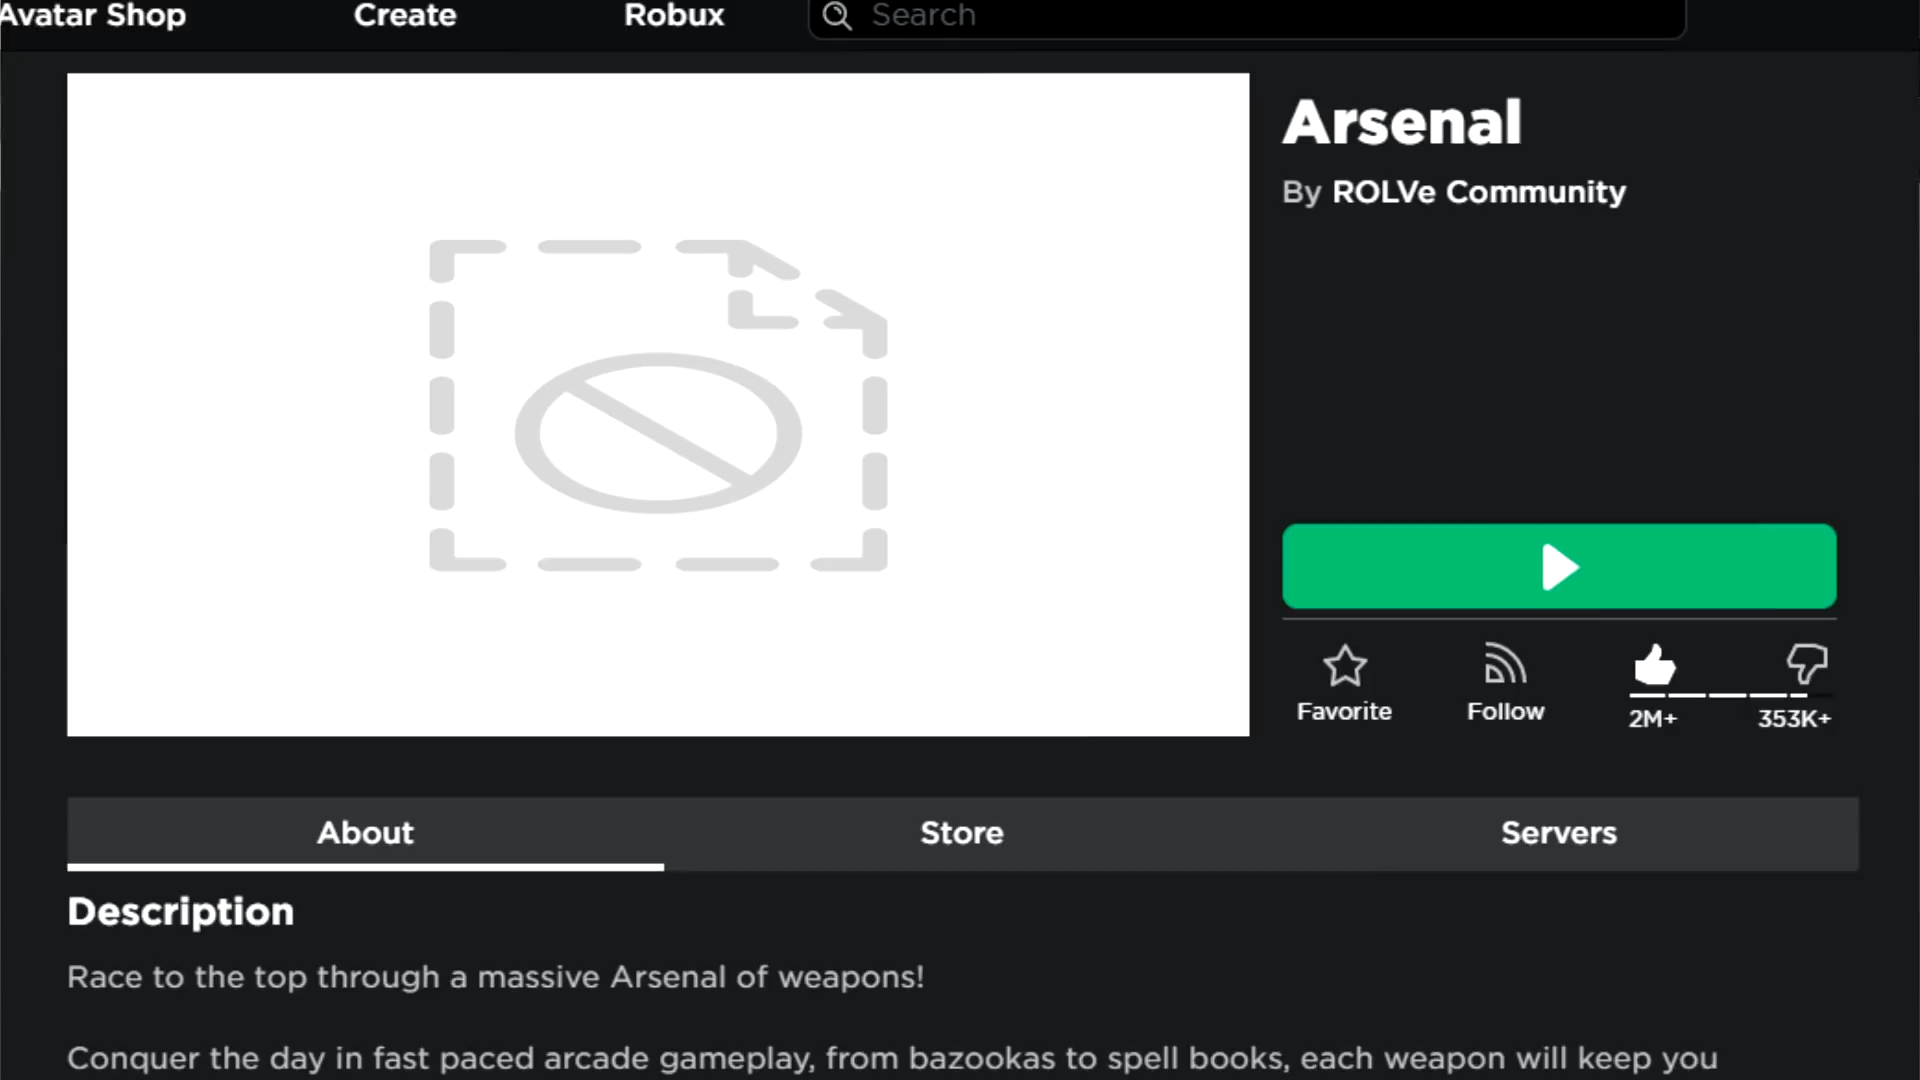 Avatar Shop Create Robux Search
Arsenal
By ROLVe Community
Favorite Follow 2M+ 353K+
About Store Servers
Description
Race to the top through a massive Arsenal of weapons!
Conquer the day in fast paced arcade gameplay, from bazookas to spell books, each weapon will keep you